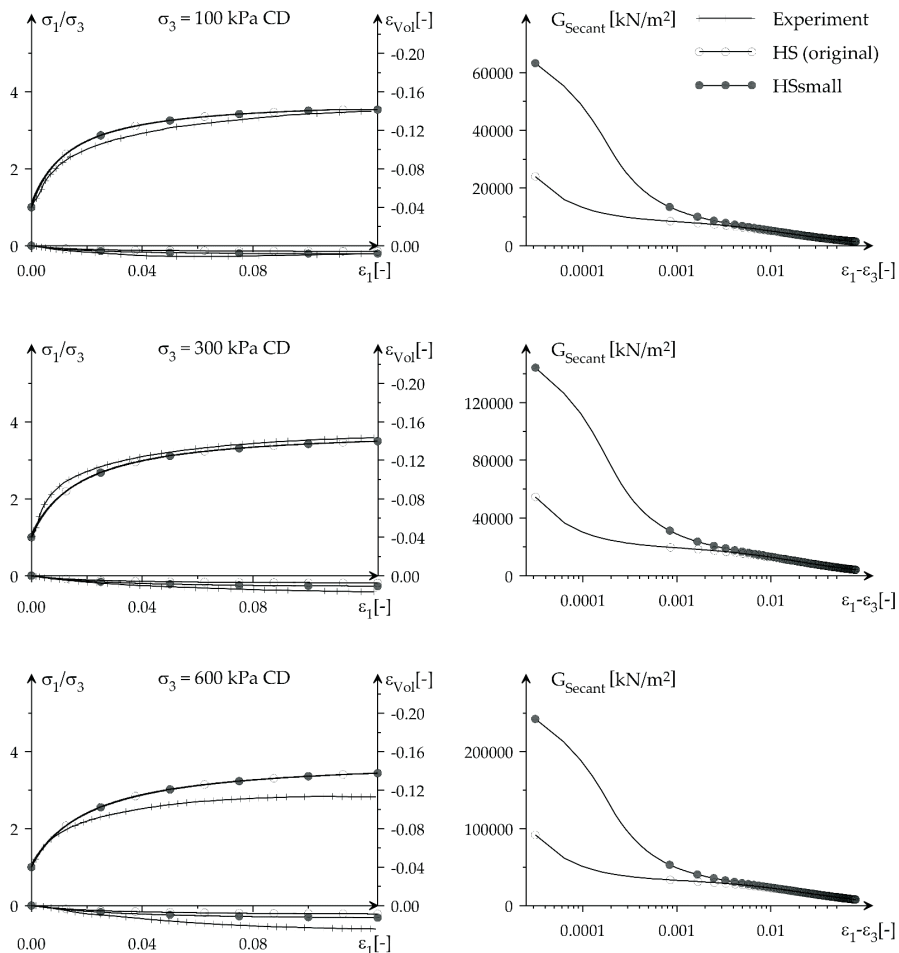 σ1/σ3 σ3 = 100 kPa CD εVol[-]
-0.20
-0.16
4 -0.12
2 -0.08
-0.04
0 0.00
0.00 0.04 0.08 ε1[-]
GSecant [kN/m²]
Experiment
HS (original)
HSsmall
60000
40000
20000
0
0.0001 0.001 0.01 ε1-ε3[-]
σ1/σ3 σ3 = 300 kPa CD εVol[-]
-0.20
-0.16
4 -0.12
2 -0.08
-0.04
0 0.00
0.00 0.04 0.08 ε1[-]
GSecant [kN/m²]
120000
80000
40000
0
0.0001 0.001 0.01 ε1-ε3[-]
σ1/σ3 σ3 = 600 kPa CD εVol[-]
-0.20
-0.16
4 -0.12
2 -0.08
-0.04
0 0.00
0.00 0.04 0.08 ε1[-]
GSecant [kN/m²]
200000
100000
0
0.0001 0.001 0.01 ε1-ε3[-]